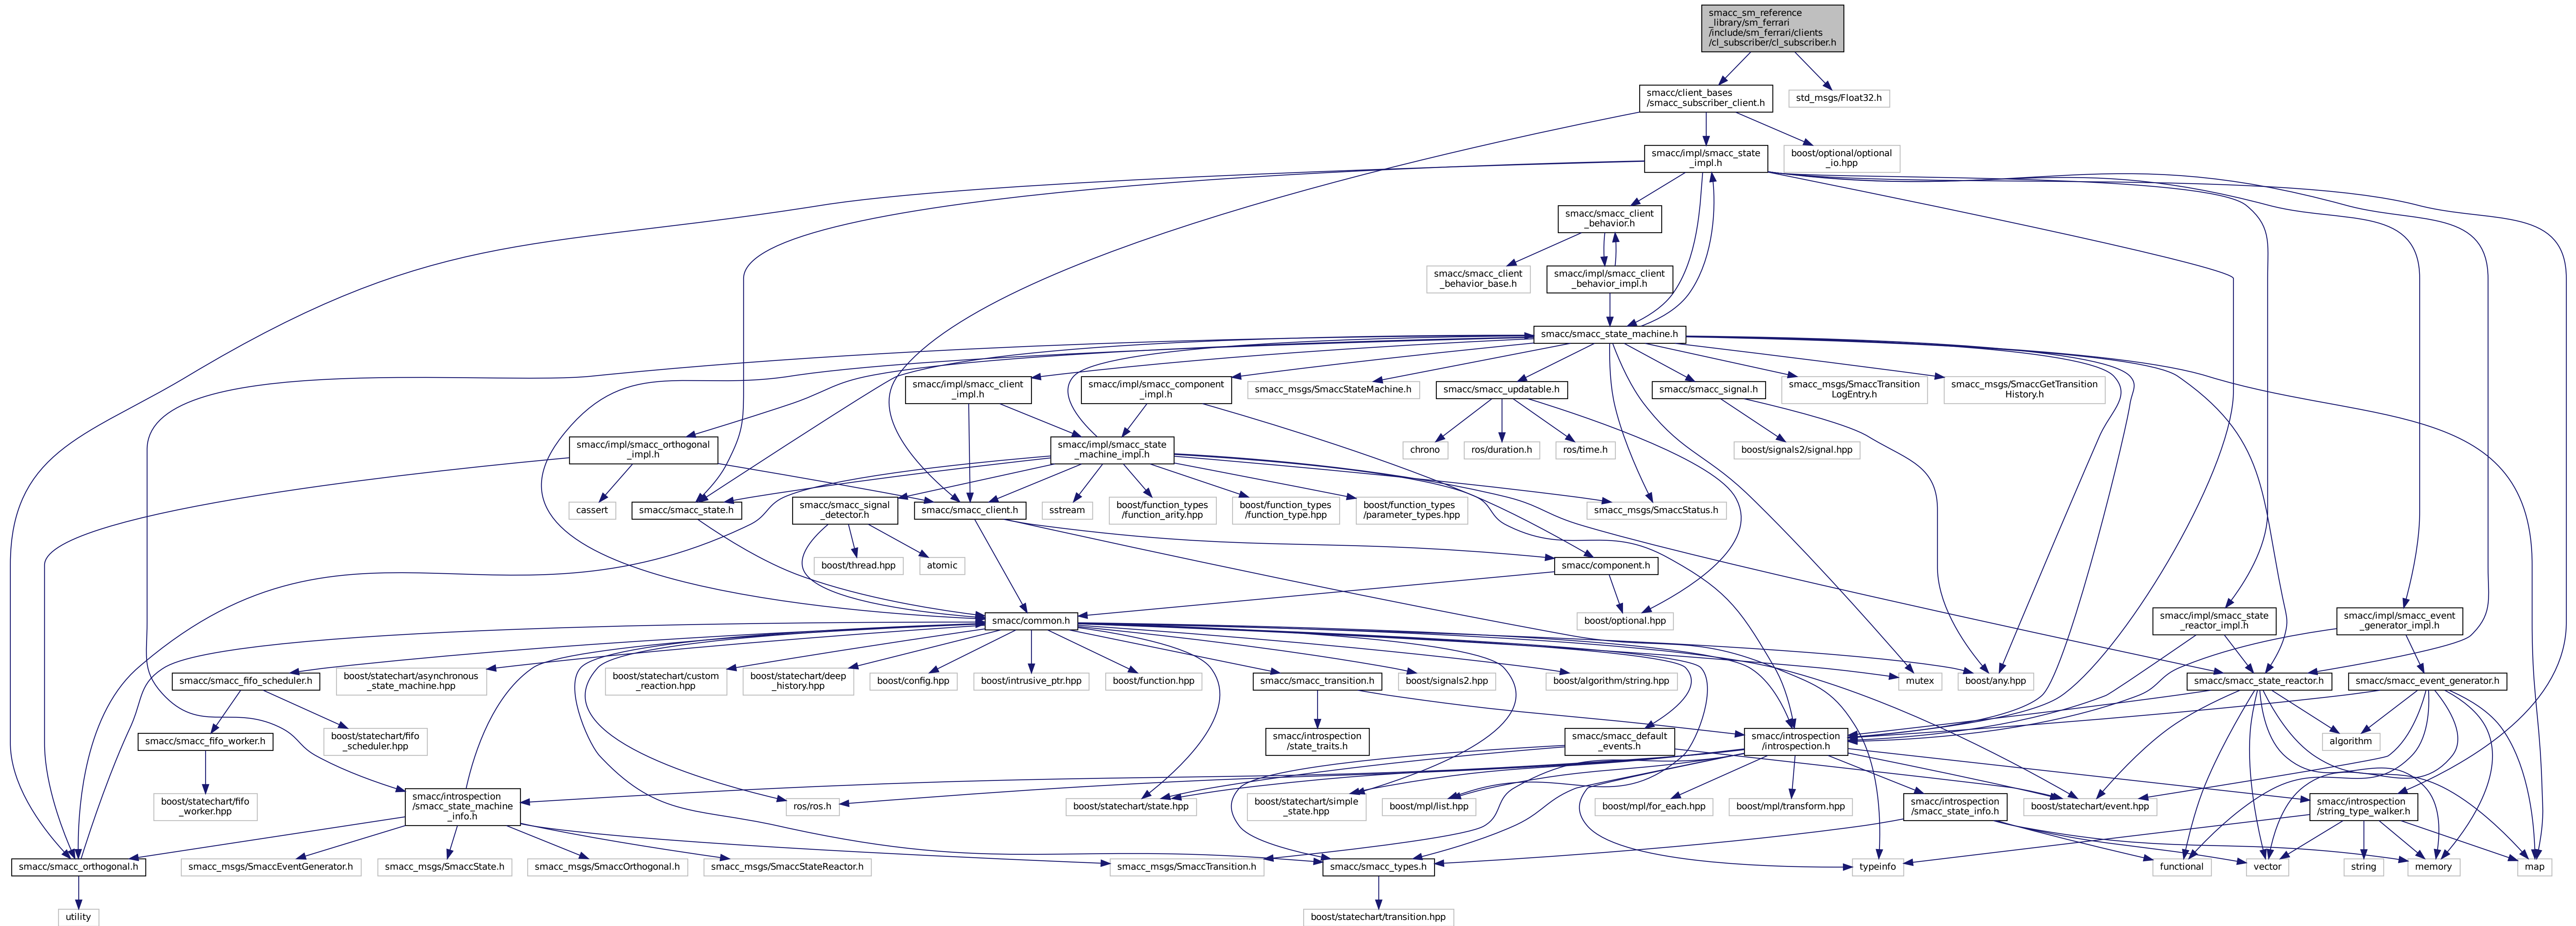 smacc_sm_reference
_library/sm_ferrari
/include/sm_ferrari/clients
/cl_subscriber/cl_subscriber.h
smacc/client_bases
/smacc_subscriber_client.h
std_msgs/Float32.h
smacc/impl/smacc_state
_impl.h
boost/optional/optional
_io.hpp
smacc/smacc_client
_behavior.h
smacc/smacc_client
_behavior_base.h
smacc/impl/smacc_client
_behavior_impl.h
smacc/smacc_state_machine.h
smacc/impl/smacc_client
_impl.h
smacc/impl/smacc_component
_impl.h
smacc_msgs/SmaccStateMachine.h
smacc/smacc_updatable.h
smacc/smacc_signal.h
smacc_msgs/SmaccTransition
LogEntry.h
smacc_msgs/SmaccGetTransition
History.h
smacc/impl/smacc_orthogonal
_impl.h
smacc/impl/smacc_state
_machine_impl.h
chrono
ros/duration.h
ros/time.h
boost/signals2/signal.hpp
cassert
smacc/smacc_state.h
smacc/smacc_signal
_detector.h
smacc/smacc_client.h
sstream
boost/function_types
/function_arity.hpp
boost/function_types
/function_type.hpp
boost/function_types
/parameter_types.hpp
smacc_msgs/SmaccStatus.h
boost/thread.hpp
atomic
smacc/component.h
smacc/common.h
boost/optional.hpp
smacc/impl/smacc_state
_reactor_impl.h
smacc/impl/smacc_event
_generator_impl.h
smacc/smacc_fifo_scheduler.h
boost/statechart/asynchronous
_state_machine.hpp
boost/statechart/custom
_reaction.hpp
boost/statechart/deep
_history.hpp
boost/config.hpp
boost/intrusive_ptr.hpp
boost/function.hpp
smacc/smacc_transition.h
boost/signals2.hpp
boost/algorithm/string.hpp
mutex
boost/any.hpp
smacc/smacc_state_reactor.h
smacc/smacc_event_generator.h
smacc/smacc_fifo_worker.h
boost/statechart/fifo
_scheduler.hpp
smacc/introspection
/state_traits.h
smacc/smacc_default
_events.h
smacc/introspection
/introspection.h
algorithm
boost/statechart/fifo
_worker.hpp
smacc/introspection
/smacc_state_machine
_info.h
ros/ros.h
boost/statechart/state.hpp
boost/statechart/simple
_state.hpp
boost/mpl/list.hpp
boost/mpl/for_each.hpp
boost/mpl/transform.hpp
smacc/introspection
/smacc_state_info.h
boost/statechart/event.hpp
smacc/introspection
/string_type_walker.h
smacc/smacc_orthogonal.h
smacc_msgs/SmaccEventGenerator.h
smacc_msgs/SmaccState.h
smacc_msgs/SmaccOrthogonal.h
smacc_msgs/SmaccStateReactor.h
smacc_msgs/SmaccTransition.h
smacc/smacc_types.h
typeinfo
functional
vector
string
memory
map
utility
boost/statechart/transition.hpp